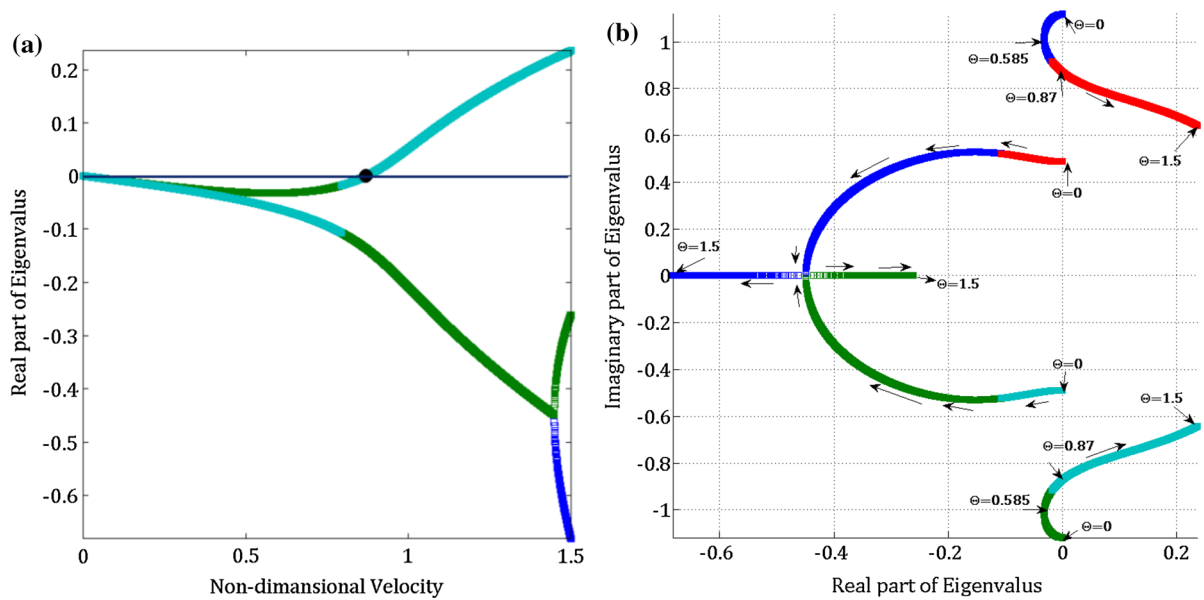 (a)
0.2
0.1
0
-0.1
-0.2
-0.3
-0.4
-0.5
-0.6
0
0.5
1
1.5
Real part of Eigenvalus
Non-dimansional Velocity
(b)
1
0.8
0.6
0.4
0.2
0
-0.2
-0.4
-0.6
-0.8
-1
-0.6
-0.4
-0.2
0
0.2
Imaginary part of Eigenvalus
Real part of Eigenvalus
Θ=0
Θ=0.585
Θ=0.87
Θ=1.5
Θ=0
Θ=1.5
Θ=1.5
Θ=0
Θ=1.5
Θ=0.87
Θ=0.585
Θ=0